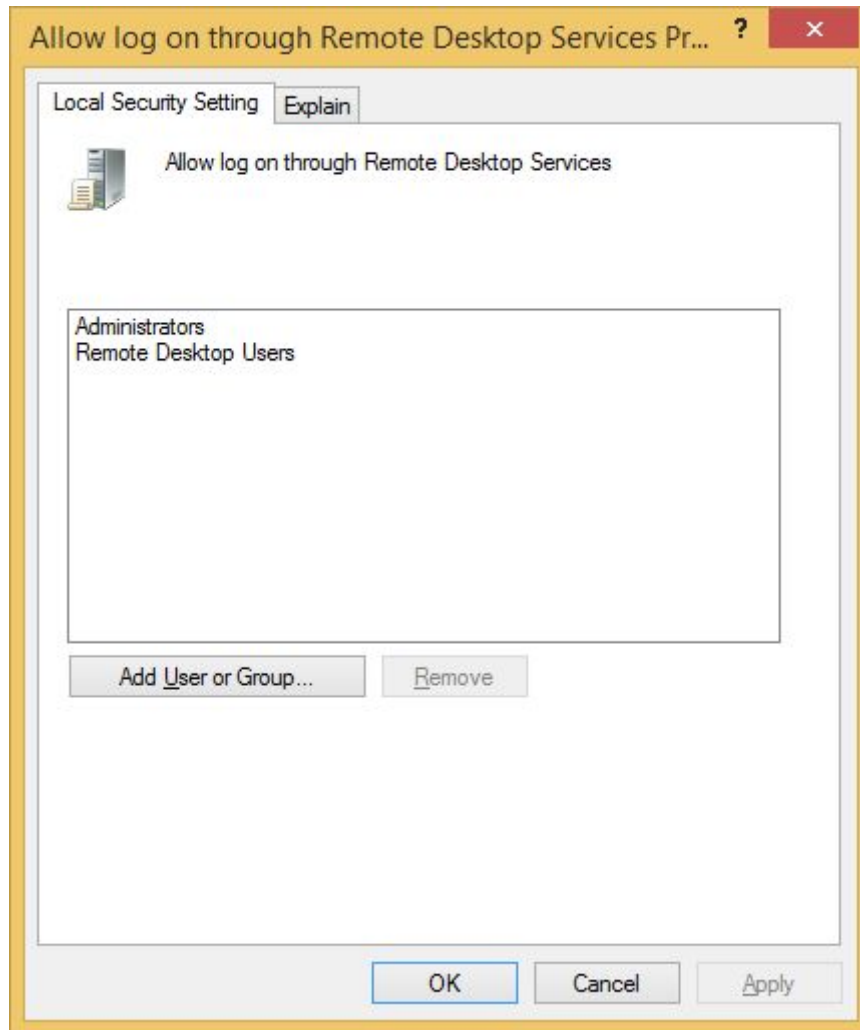 Allow log on through Remote Desktop Services Pr...
?
Local Security Setting
Explain
Allow log on through Remote Desktop Services
Administrators
Remote Desktop Users
Add User or Group...
Remove
OK
Cancel
Apply